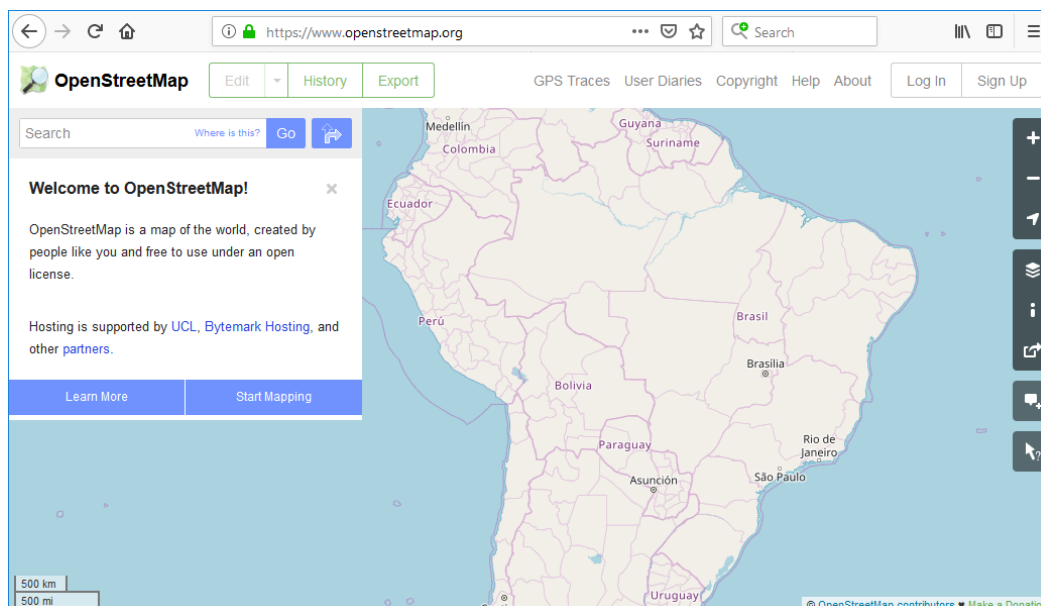 https://www.openstreetmap.org
Search
OpenStreetMap
Edit
History
Export
GPS Traces
User Diaries
Copyright
Help
About
Log In
Sign Up
Search
Where is this?
Go
Welcome to OpenStreetMap!
OpenStreetMap is a map of the world, created by
people like you and free to use under an open
license.
Hosting is supported by UCL, Bytemark Hosting, and
other partners.
Learn More
Start Mapping
Medellín
Colombia
Guyana
Suriname
Ecuador
Perú
Brasil
Brasília
Bolivia
Paraguay
Rio de
Janeiro
São Paulo
Asunción
Uruguay
500 km
500 mi
© OpenStreetMap contributors ♥ Make a Donation